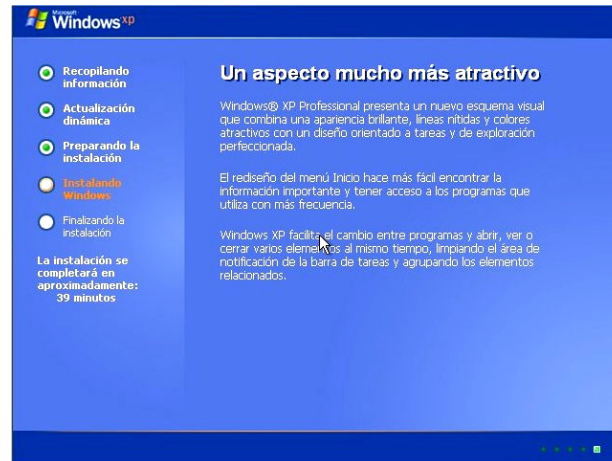 Microsoft
Windows xp
Recopilando
información
Actualización
dinámica
Preparando la
instalación
Instalando
Windows
Finalizando la
instalación
La instalación se
completará en
aproximadamente:
39 minutos
Un aspecto mucho más atractivo
Windows® XP Professional presenta un nuevo esquema visual
que combina una apariencia brillante, líneas nítidas y colores
atractivos con un diseño orientado a tareas y de exploración
perfeccionada.
El rediseño del menú Inicio hace más fácil encontrar la
información importante y tener acceso a los programas que
utiliza con más frecuencia.
Windows XP facilita el cambio entre programas y abrir, ver o
cerrar varios elementos al mismo tiempo, limpiando el área de
notificación de la barra de tareas y agrupando los elementos
relacionados.